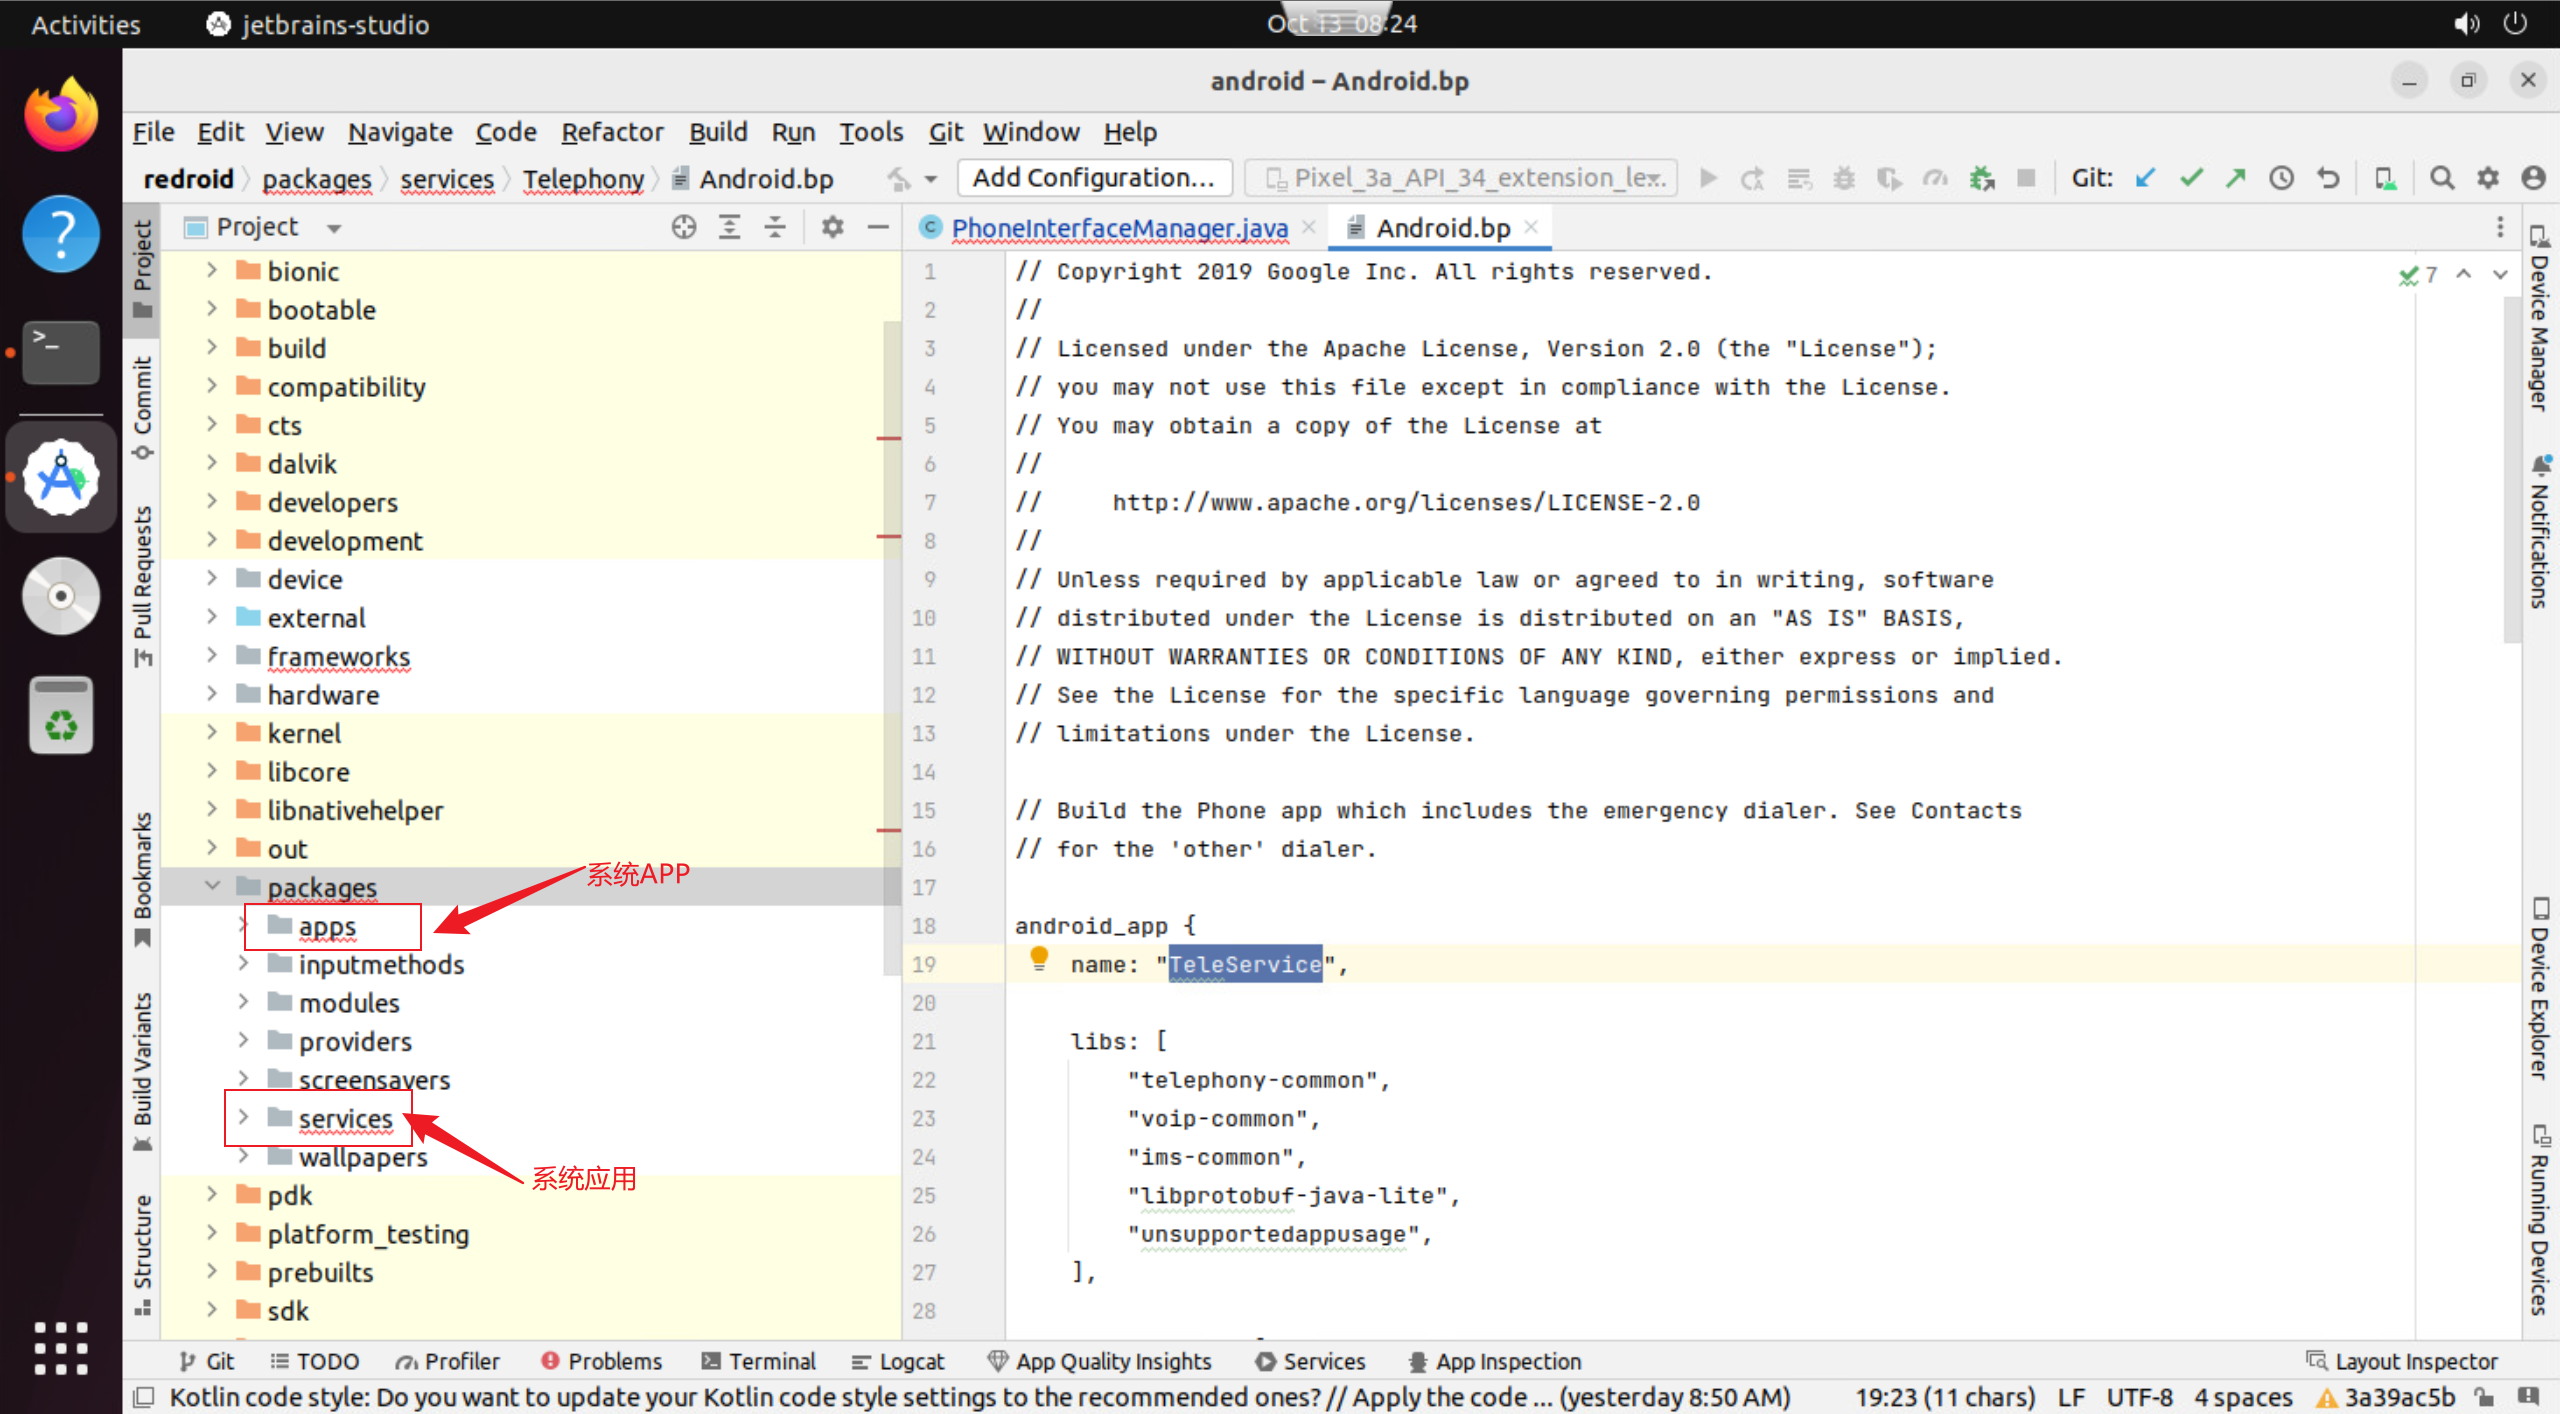 Activities
jetbrains-studio
Oct 13 08:24
android – Android.bp
File Edit View Navigate Code Refactor Build Run Tools Git Window Help
redroid packages services Telephony Android.bp
Add Configuration...
Pixel_3a_API_34_extension_le...
Git:
Project
Commit
Pull Requests
Bookmarks
Build Variants
Structure
Project
bionic
bootable
build
compatibility
cts
dalvik
developers
development
device
external
frameworks
hardware
kernel
libcore
libnativehelper
out
packages
系统APP
apps
inputmethods
modules
providers
screensavers
services
系统应用
wallpapers
pdk
platform_testing
prebuilts
sdk
PhoneInterfaceManager.java
Android.bp
7
1 // Copyright 2019 Google Inc. All rights reserved.
2 //
3 // Licensed under the Apache License, Version 2.0 (the "License");
4 // you may not use this file except in compliance with the License.
5 // You may obtain a copy of the License at
6 //
7 //     http://www.apache.org/licenses/LICENSE-2.0
8 //
9 // Unless required by applicable law or agreed to in writing, software
10 // distributed under the License is distributed on an "AS IS" BASIS,
11 // WITHOUT WARRANTIES OR CONDITIONS OF ANY KIND, either express or implied.
12 // See the License for the specific language governing permissions and
13 // limitations under the License.
14
15 // Build the Phone app which includes the emergency dialer. See Contacts
16 // for the 'other' dialer.
17
18 android_app {
19     name: "TeleService",
20
21     libs: [
22         "telephony-common",
23         "voip-common",
24         "ims-common",
25         "libprotobuf-java-lite",
26         "unsupportedappusage",
27     ],
28
Device Manager
Notifications
Device Explorer
Running Devices
Git TODO Profiler Problems Terminal Logcat App Quality Insights Services App Inspection Layout Inspector
Kotlin code style: Do you want to update your Kotlin code style settings to the recommended ones? // Apply the code ... (yesterday 8:50 AM)
19:23 (11 chars) LF UTF-8 4 spaces 3a39ac5b